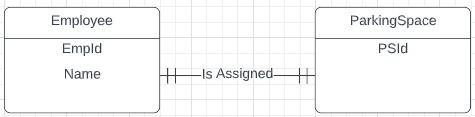 Employee
EmpId
Name
Is Assigned
ParkingSpace
PSId